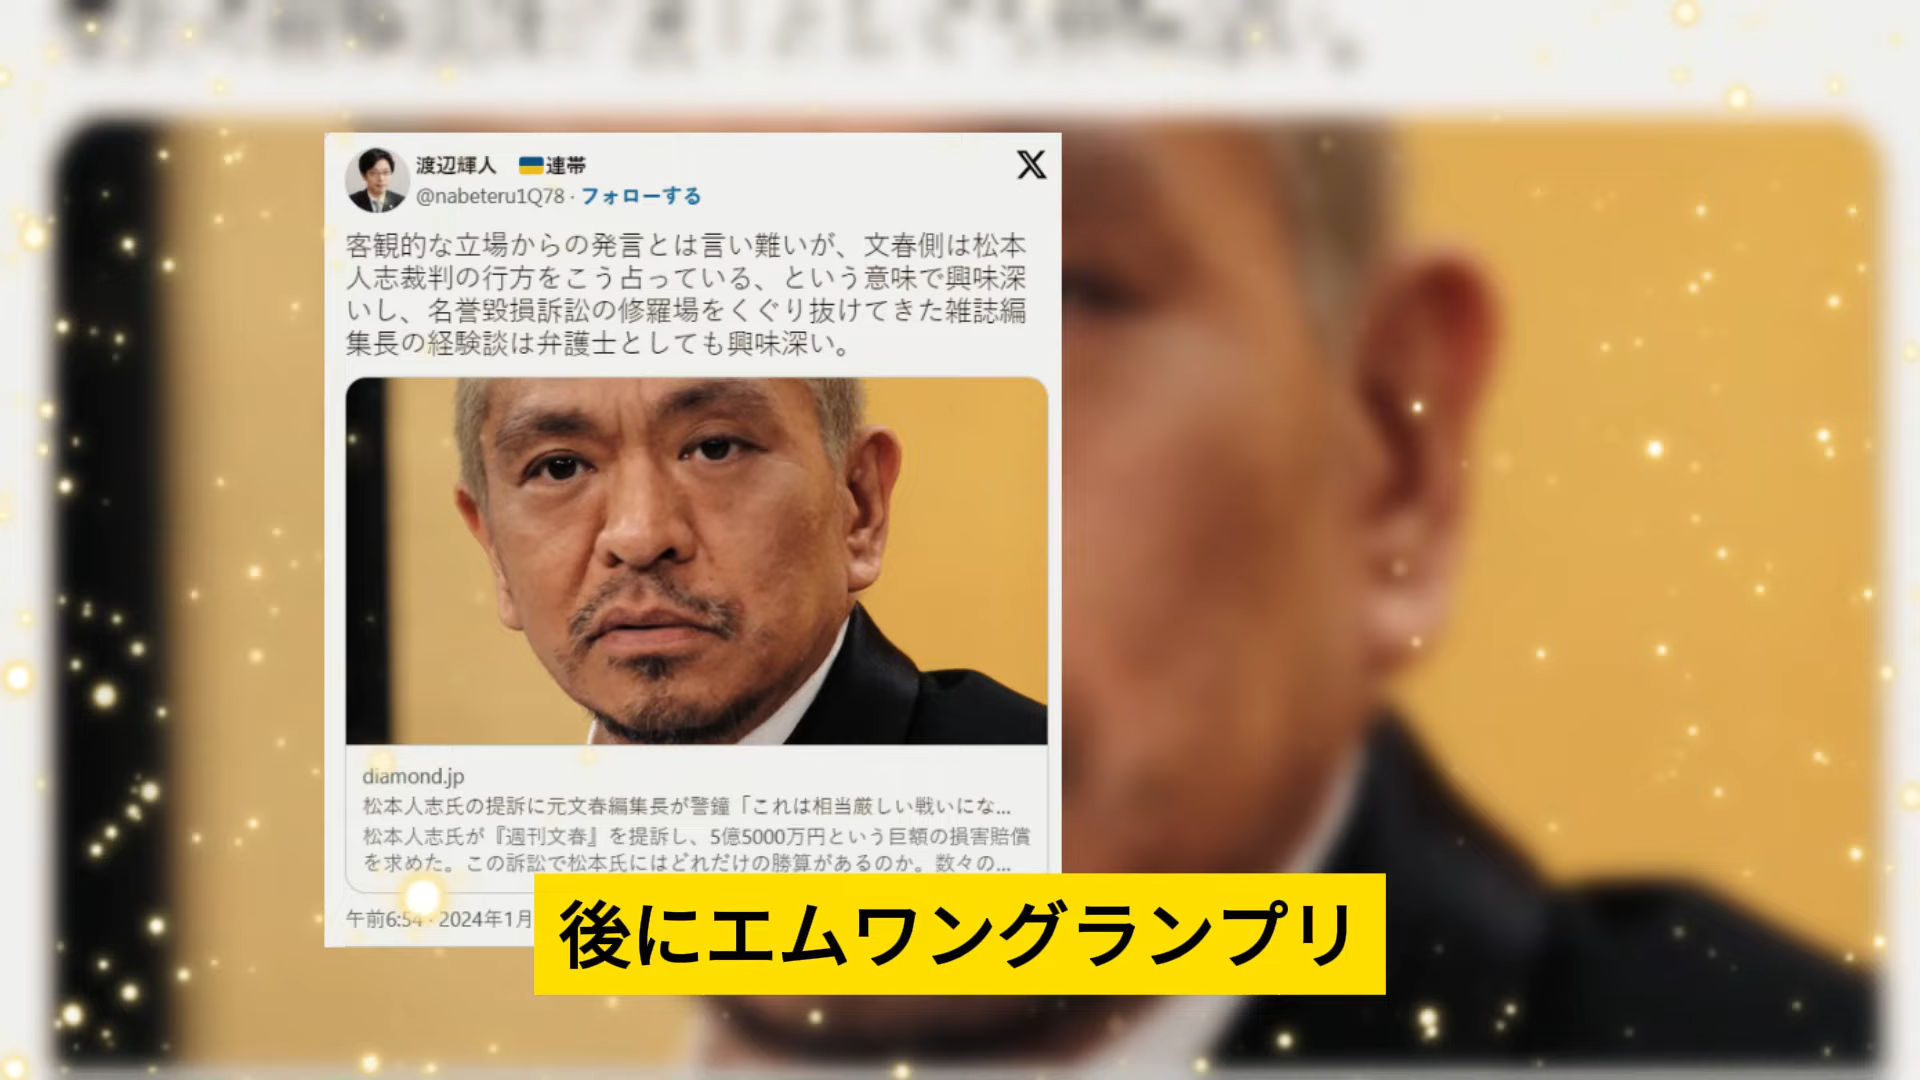 渡辺輝人 🇺🇦連帯
@nabeteru1Q78・フォローする
客観的な立場からの発言とは言い難いが、文春側は松本
人志裁判の行方をこう占っている、という意味で興味深
いし、名誉毀損訴訟の修羅場をくぐり抜けてきた雑誌編
集長の経験談は弁護士としても興味深い。
diamond.jp
松本人志氏の提訴に元文春編集長が警鐘「これは相当厳しい戦いにな...
松本人志氏が『週刊文春』を提訴し、5億5000万円という巨額の損害賠償
を求めた。この訴訟で松本氏にはどれだけの勝算があるのか。数々の...
午前6:54・2024年1月
後にエムワングランプリ